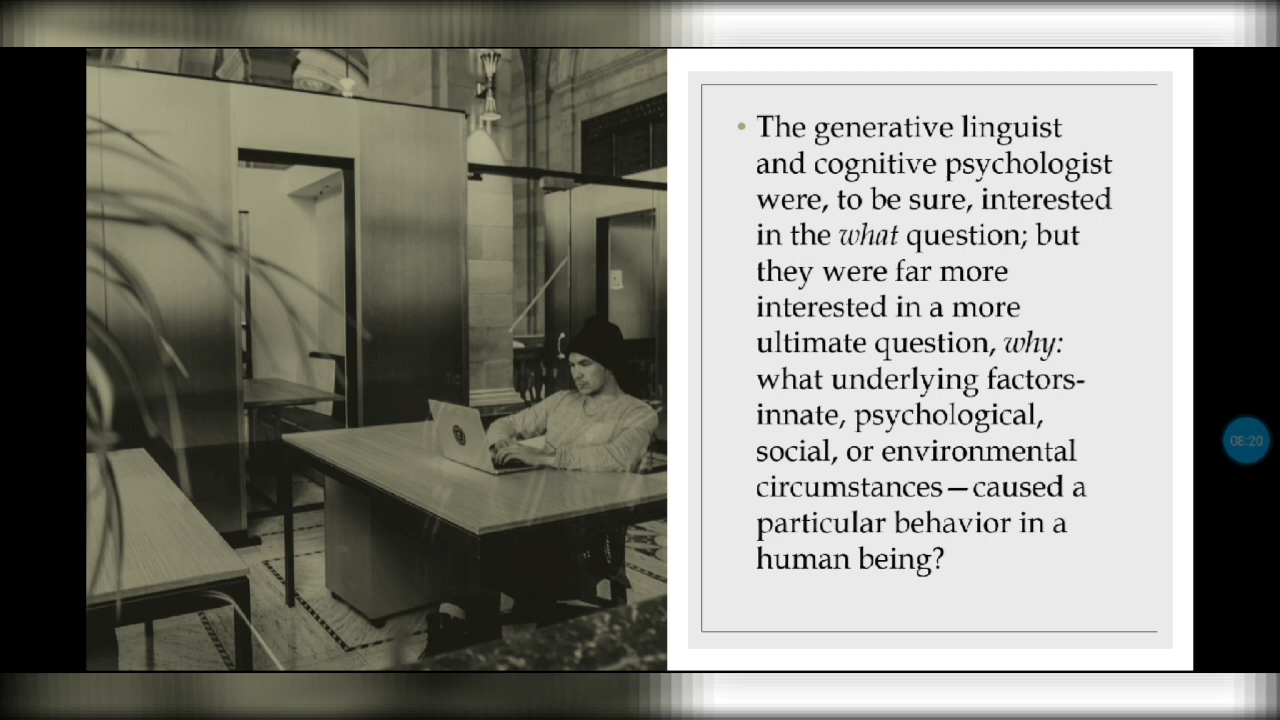 • The generative linguist
and cognitive psychologist
were, to be sure, interested
in the what question; but
they were far more
interested in a more
ultimate question, why:
what underlying factors-
innate, psychological,
social, or environmental
circumstances—caused a
particular behavior in a
human being?
08:20